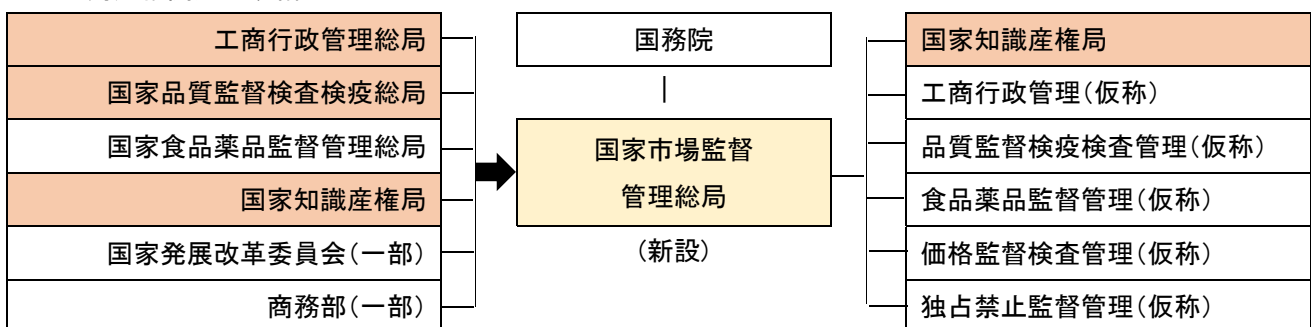 工商行政管理総局
国家品質監督検査検疫総局
国家食品薬品監督管理総局
国家知識産権局
国家発展改革委員会(一部)
商務部(一部)
国務院
国家市場監督
管理総局
(新設)
国家知識産権局
工商行政管理(仮称)
品質監督検疫検査管理(仮称)
食品薬品監督管理(仮称)
価格監督検査管理(仮称)
独占禁止監督管理(仮称)